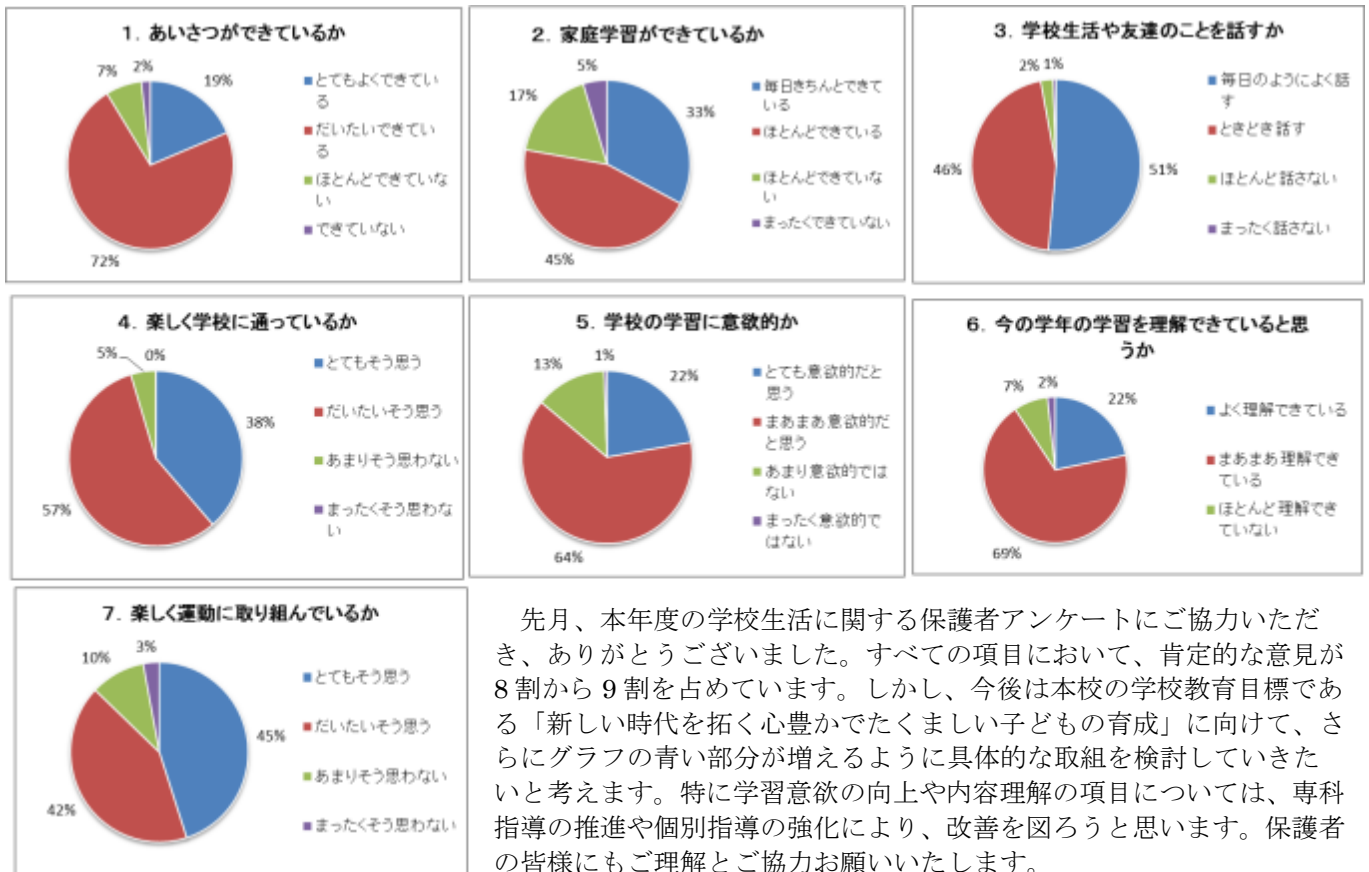 1. あいさつができているか
7%
2%
19%
72%
■とてもよくできてい
る
■だいたいできてい
る
■ほとんどできていな
い
■できていない
2. 家庭学習ができているか
5%
17%
33%
45%
■毎日きちんとできて
いる
■ほとんどできている
■ほとんどできていな
い
■まったくできていない
3. 学校生活や友達のことを話すか
2%
1%
46%
51%
■毎日のようによく話
す
■ときどき話す
■ほとんど話さない
■まったく話さない
4. 楽しく学校に通っているか
5%
0%
38%
57%
■とてもそう思う
■だいたいそう思う
■あまりそう思わない
■まったくそう思わな
い
5. 学校の学習に意欲的か
13%
1%
22%
64%
■とても意欲的だと
思う
■まあまあ意欲的だ
と思う
■あまり意欲的では
ない
■まったく意欲的で
はない
6. 今の学年の学習を理解できていると思
うか
7%
2%
22%
69%
■よく理解できている
■まあまあ理解でき
ている
■ほとんど理解でき
ていない
7. 楽しく運動に取り組んでいるか
10%
3%
45%
42%
■とてもそう思う
■だいたいそう思う
■あまりそう思わない
■まったくそう思わない
先月、本年度の学校生活に関する保護者アンケートにご協力いただ
き、ありがとうございました。すべての項目において、肯定的な意見が
8割から9割を占めています。しかし、今後は本校の学校教育目標であ
る「新しい時代を拓く心豊かでたくましい子どもの育成」に向けて、さ
らにグラフの青い部分が増えるように具体的な取組を検討していきた
いと考えます。特に学習意欲の向上や内容理解の項目については、専科
指導の推進や個別指導の強化により、改善を図ろうと思います。保護者
の皆様にもご理解とご協力お願いいたします。